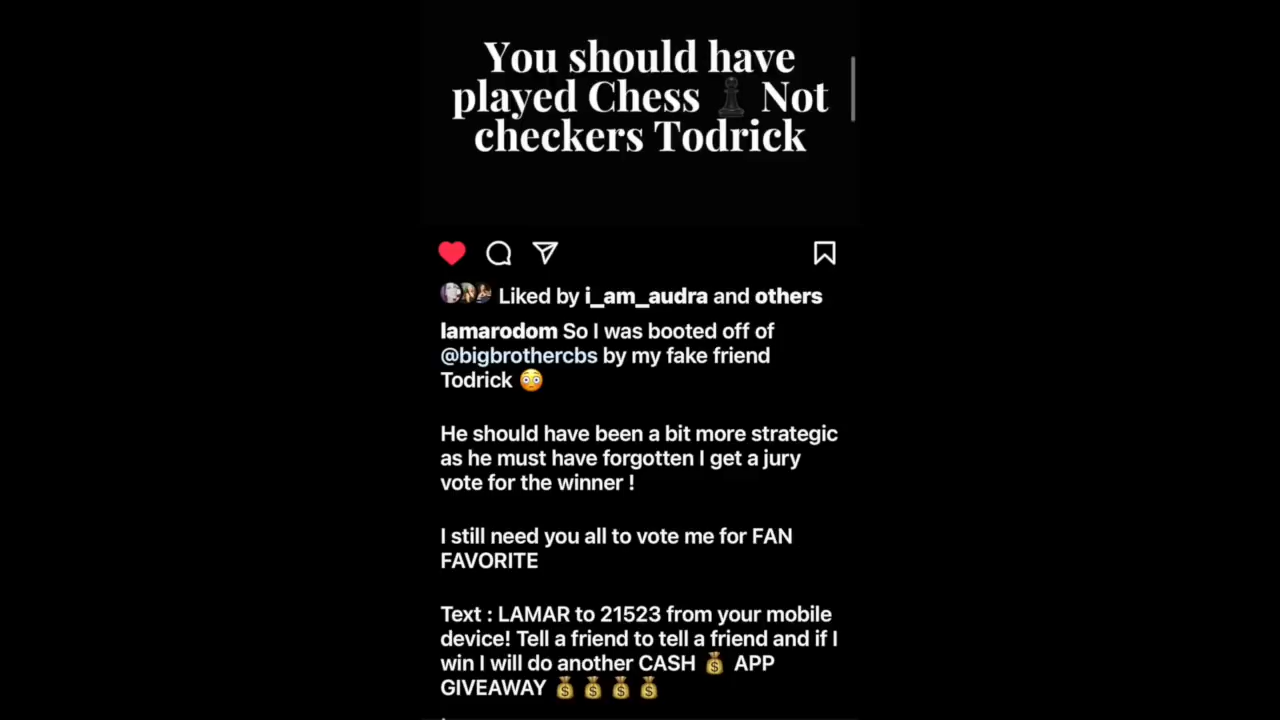 You should have
played Chess ♟ Not
checkers Todrick
Liked by i_am_audra and others
lamarodom So I was booted off of
@bigbrothercbs by my fake friend
Todrick 😳
He should have been a bit more strategic
as he must have forgotten I get a jury
vote for the winner !
I still need you all to vote me for FAN
FAVORITE
Text : LAMAR to 21523 from your mobile
device! Tell a friend to tell a friend and if I
win I will do another CASH 💰 APP
GIVEAWAY 💰 💰 💰 💰